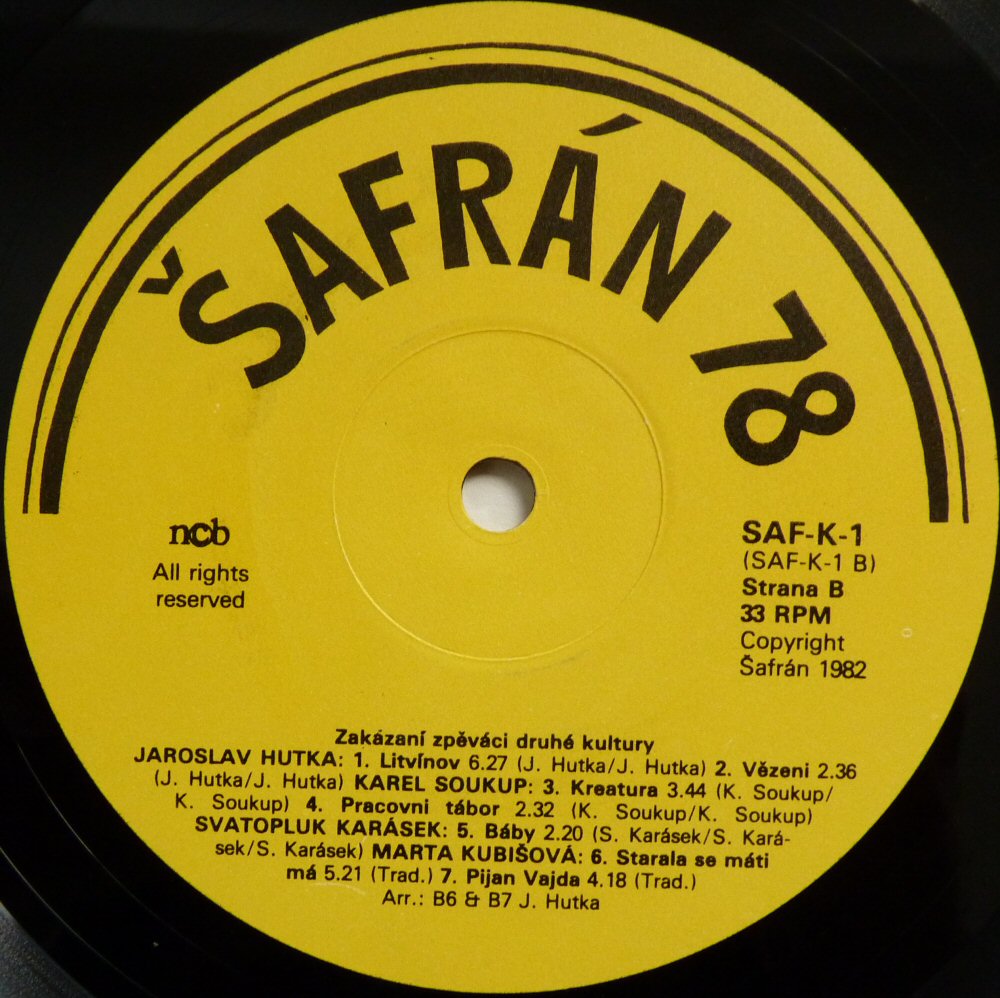 ŠAFRÁN 78
ncb
All rights
reserved
SAF-K-1
(SAF-K-1 B)
Strana B
33 RPM
Copyright
Šafrán 1982
Zakázaní zpěváci druhé kultury
JAROSLAV HUTKA: 1. Litvínov 6.27 (J. Hutka/J. Hutka) 2. Vězeni 2.36
(J. Hutka/J. Hutka) KAREL SOUKUP: 3. Kreatura 3.44 (K. Soukup/
K. Soukup) 4. Pracovni tábor 2.32 (K. Soukup/K. Soukup)
SVATOPLUK KARÁSEK: 5. Báby 2.20 (S. Karásek/S. Kará-
sek/S. Karásek) MARTA KUBIŠOVÁ: 6. Starala se máti
má 5.21 (Trad.) 7. Pijan Vajda 4.18 (Trad.)
Arr.: B6 & B7 J. Hutka